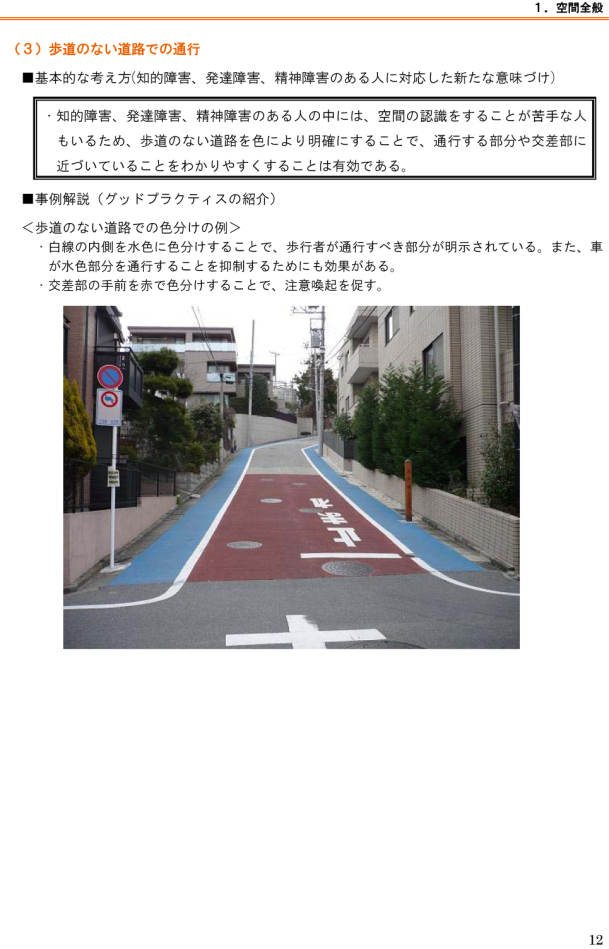 １．空間全般
（３）歩道のない道路での通行
■基本的な考え方(知的障害、発達障害、精神障害のある人に対応した新たな意味づけ)
・知的障害、発達障害、精神障害のある人の中には、空間の認識をすることが苦手な人
もいるため、歩道のない道路を色により明確にすることで、通行する部分や交差部に
近づいていることをわかりやすくすることは有効である。
■事例解説（グッドプラクティスの紹介）
＜歩道のない道路での色分けの例＞
・白線の内側を水色に色分けすることで、歩行者が通行すべき部分が明示されている。また、車
が水色部分を通行することを抑制するためにも効果がある。
・交差部の手前を赤で色分けすることで、注意喚起を促す。
止まれ
12